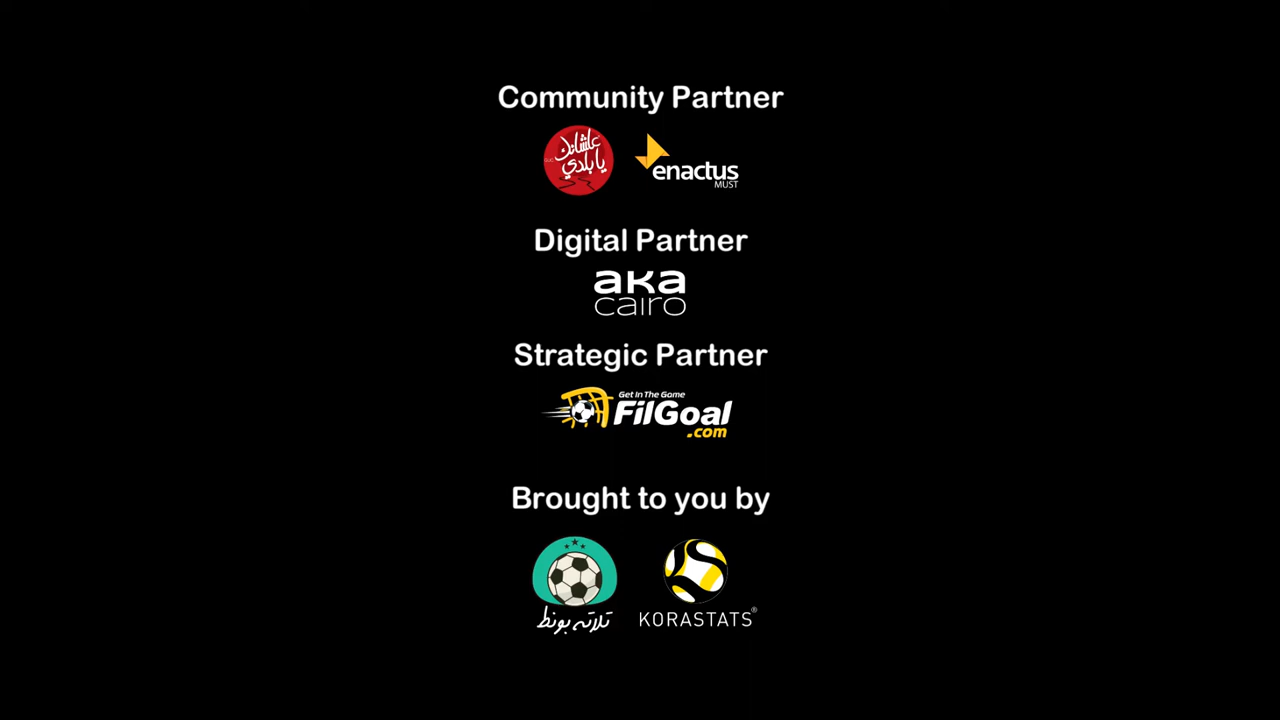 Community Partner
علشانك
يا بلدي
enactus
MUST
Digital Partner
aka
cairo
Strategic Partner
Get In The Game
FilGoal
.com
Brought to you by
تلاته بونط
KORASTATS®